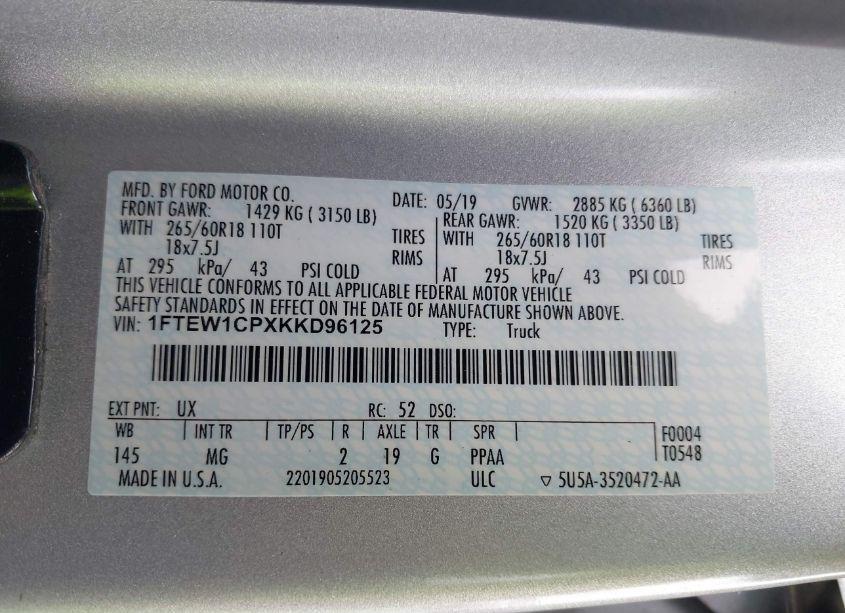 MFD. BY FORD MOTOR CO. DATE: 05/19 GVWR: 2885 KG ( 6360 LB)
FRONT GAWR: 1429 KG ( 3150 LB) REAR GAWR: 1520 KG ( 3350 LB)
WITH 265/60R18 110T TIRES WITH 265/60R18 110T TIRES
18x7.5J RIMS 18x7.5J RIMS
AT 295 kPa/ 43 PSI COLD AT 295 kPa/ 43 PSI COLD
THIS VEHICLE CONFORMS TO ALL APPLICABLE FEDERAL MOTOR VEHICLE
SAFETY STANDARDS IN EFFECT ON THE DATE OF MANUFACTURE SHOWN ABOVE.
VIN: 1FTEW1CPXKKD96125 TYPE: Truck
EXT PNT: UX RC: 52 DSO:
WB INT TR TP/PS R AXLE TR SPR F0004
145 MG 2 19 G PPAA T0548
MADE IN U.S.A. 2201905205523 ULC ▽ 5U5A-3520472-AA